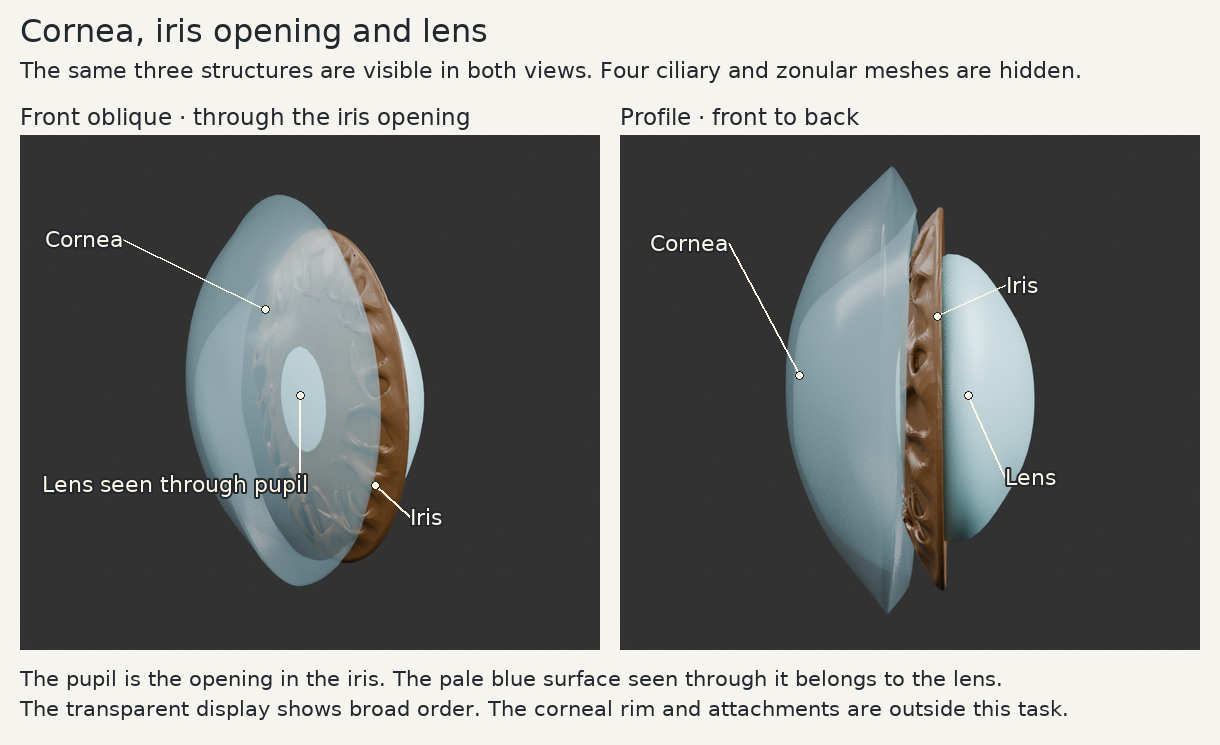 Cornea, iris opening and lens
The same three structures are visible in both views. Four ciliary and zonular meshes are hidden.
Front oblique · through the iris opening
Cornea
Lens seen through pupil
Iris
Profile · front to back
Cornea
Iris
Lens
The pupil is the opening in the iris. The pale blue surface seen through it belongs to the lens.
The transparent display shows broad order. The corneal rim and attachments are outside this task.